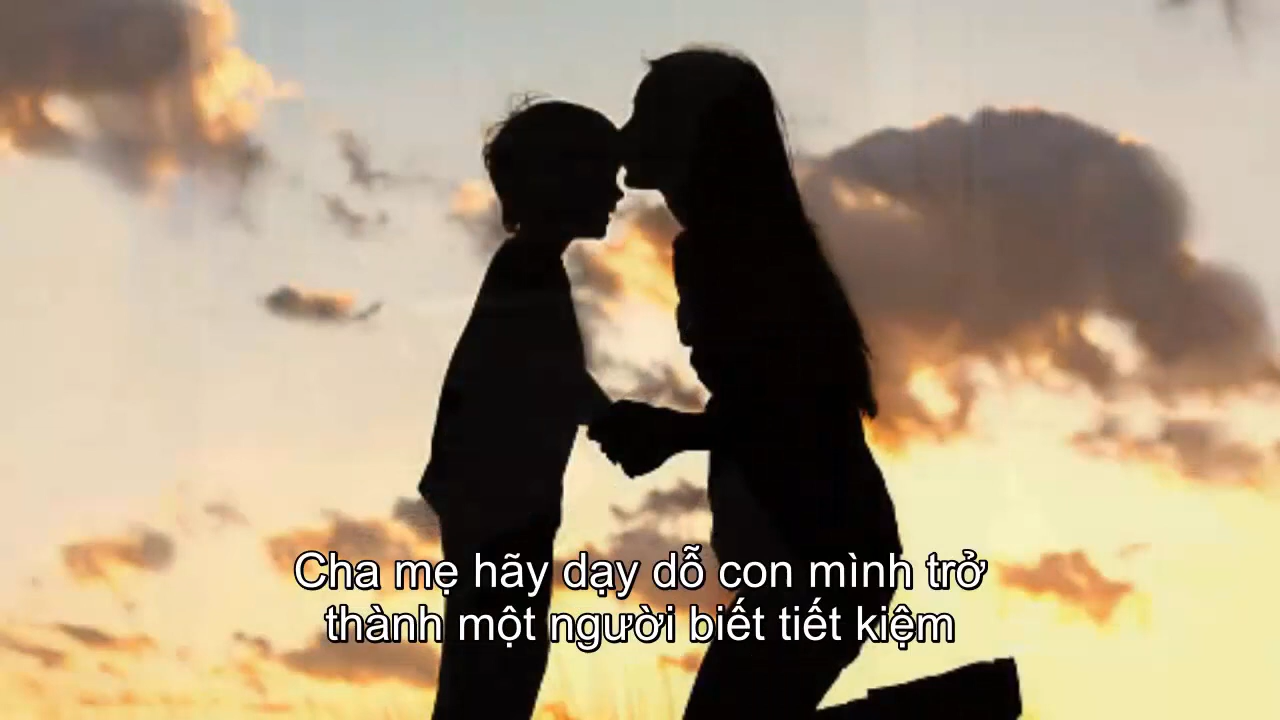 Cha mẹ hãy dạy dỗ con mình trở
thành một người biết tiết kiệm